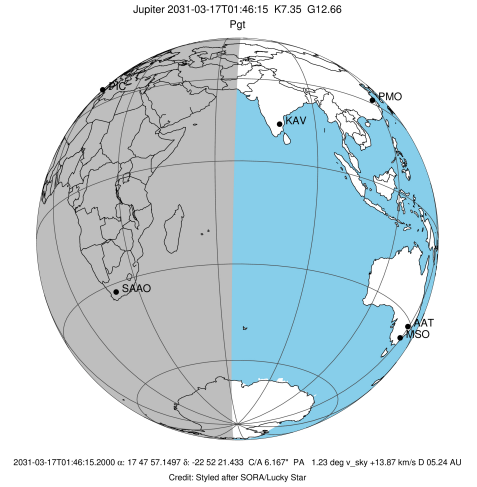 Jupiter 2031-03-17T01:46:15 K7.35 G12.66
Pgt
PIC
PMO
KAV
SAAO
AAT
MSO
2031-03-17T01:46:15.2000 α: 17 47 57.1497 δ: -22 52 21.433 C/A 6.167" PA 1.23 deg v_sky +13.87 km/s D 05.24 AU
Credit: Styled after SORA/Lucky Star